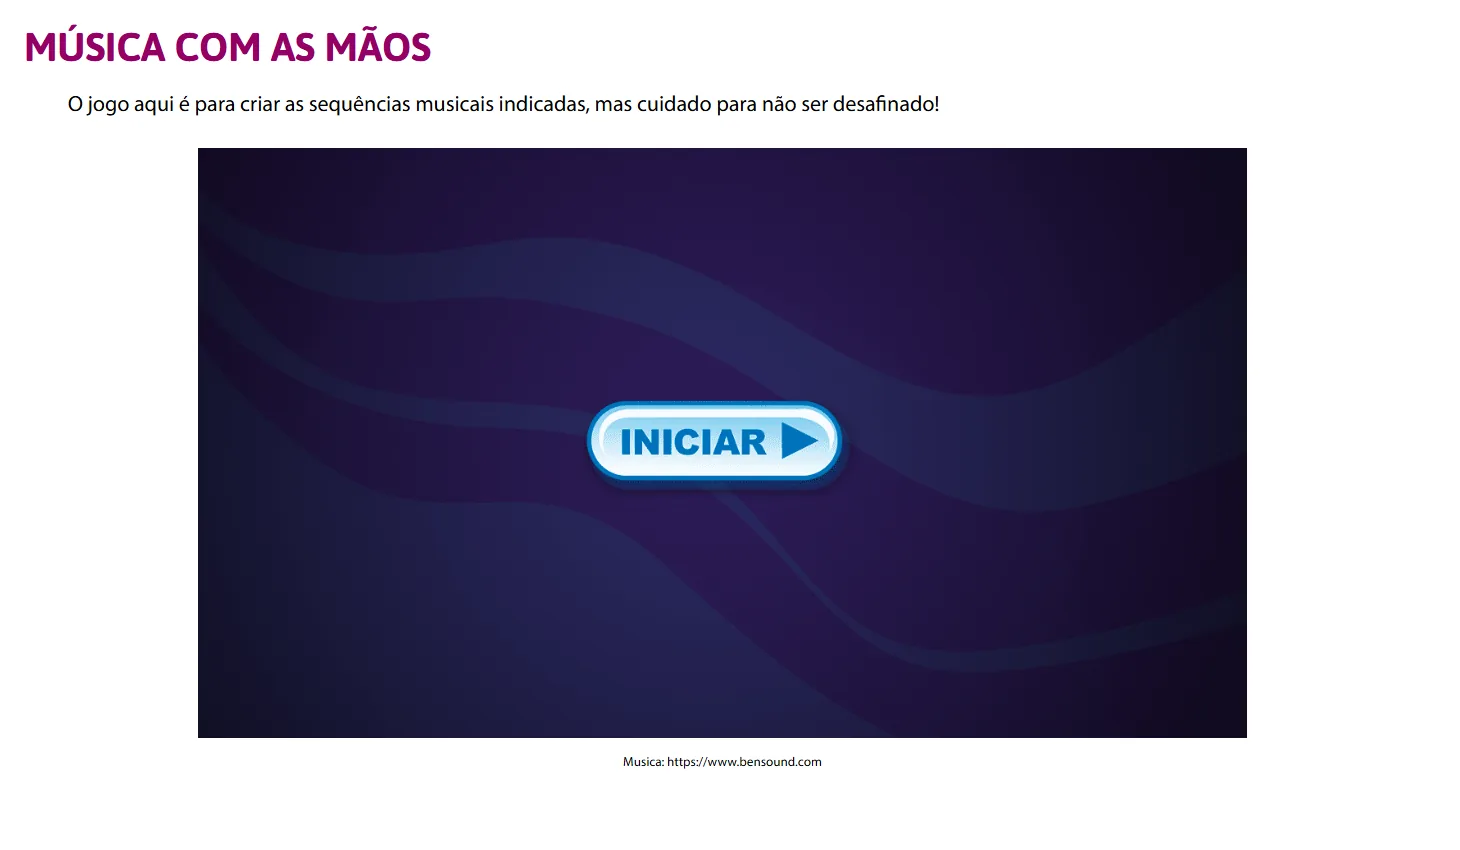 MÚSICA COM AS MÃOS
O jogo aqui é para criar as sequências musicais indicadas, mas cuidado para não ser desafinado!
INICIAR
Musica: https://www.bensound.com